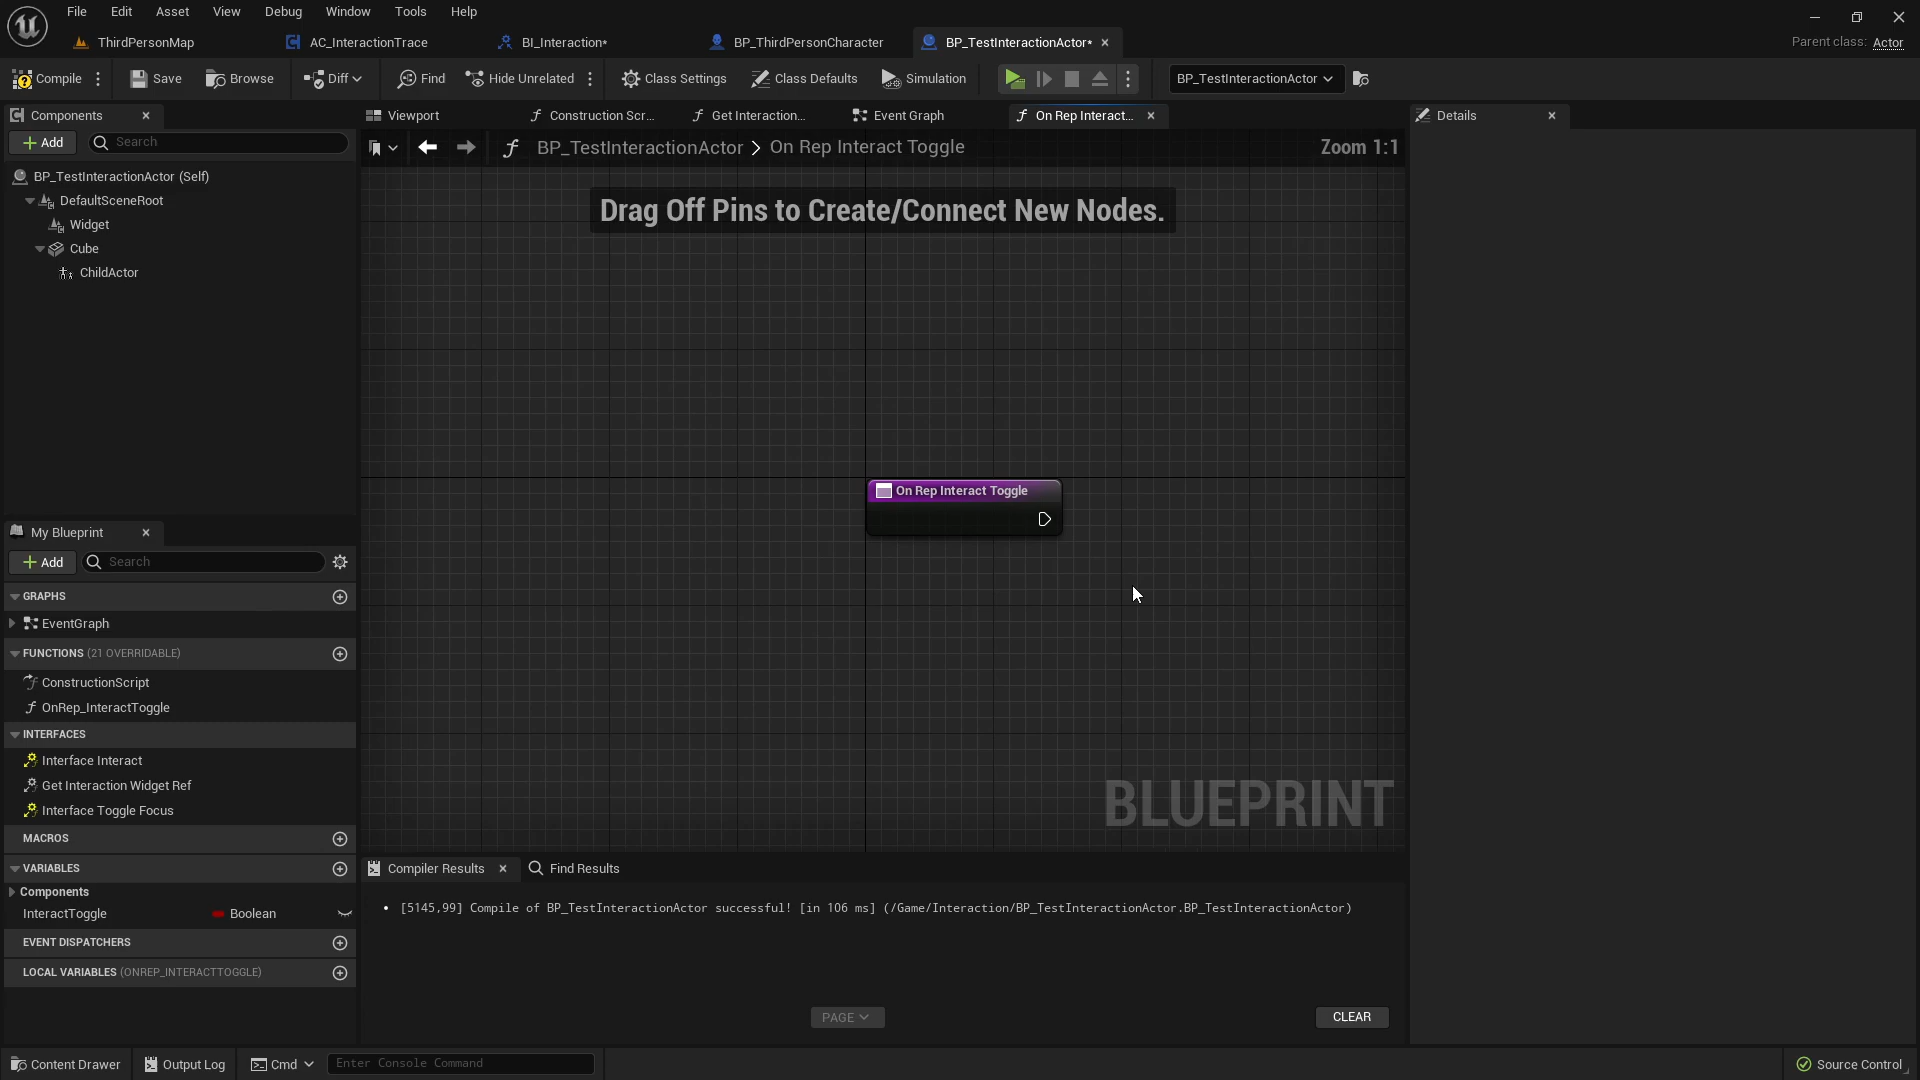 File Edit Asset View Debug Window Tools Help
ThirdPersonMap AC_InteractionTrace BI_Interaction* BP_ThirdPersonCharacter BP_TestInteractionActor* Parent class: Actor
Compile Save Browse Diff Find Hide Unrelated Class Settings Class Defaults Simulation BP_TestInteractionActor
Components Viewport Construction Scr... Get Interaction... Event Graph On Rep Interact... Details
Add Search BP_TestInteractionActor > On Rep Interact Toggle Zoom 1:1
BP_TestInteractionActor (Self)
DefaultSceneRoot
Widget
Cube
ChildActor
Drag Off Pins to Create/Connect New Nodes.
On Rep Interact Toggle
BLUEPRINT
My Blueprint
Add Search
GRAPHS
EventGraph
FUNCTIONS (21 OVERRIDABLE)
ConstructionScript
OnRep_InteractToggle
INTERFACES
Interface Interact
Get Interaction Widget Ref
Interface Toggle Focus
MACROS
VARIABLES
Components
InteractToggle Boolean
EVENT DISPATCHERS
LOCAL VARIABLES (ONREP_INTERACTTOGGLE)
Compiler Results Find Results
[5145,99] Compile of BP_TestInteractionActor successful! [in 106 ms] (/Game/Interaction/BP_TestInteractionActor.BP_TestInteractionActor)
PAGE CLEAR
Content Drawer Output Log Cmd Enter Console Command Source Control